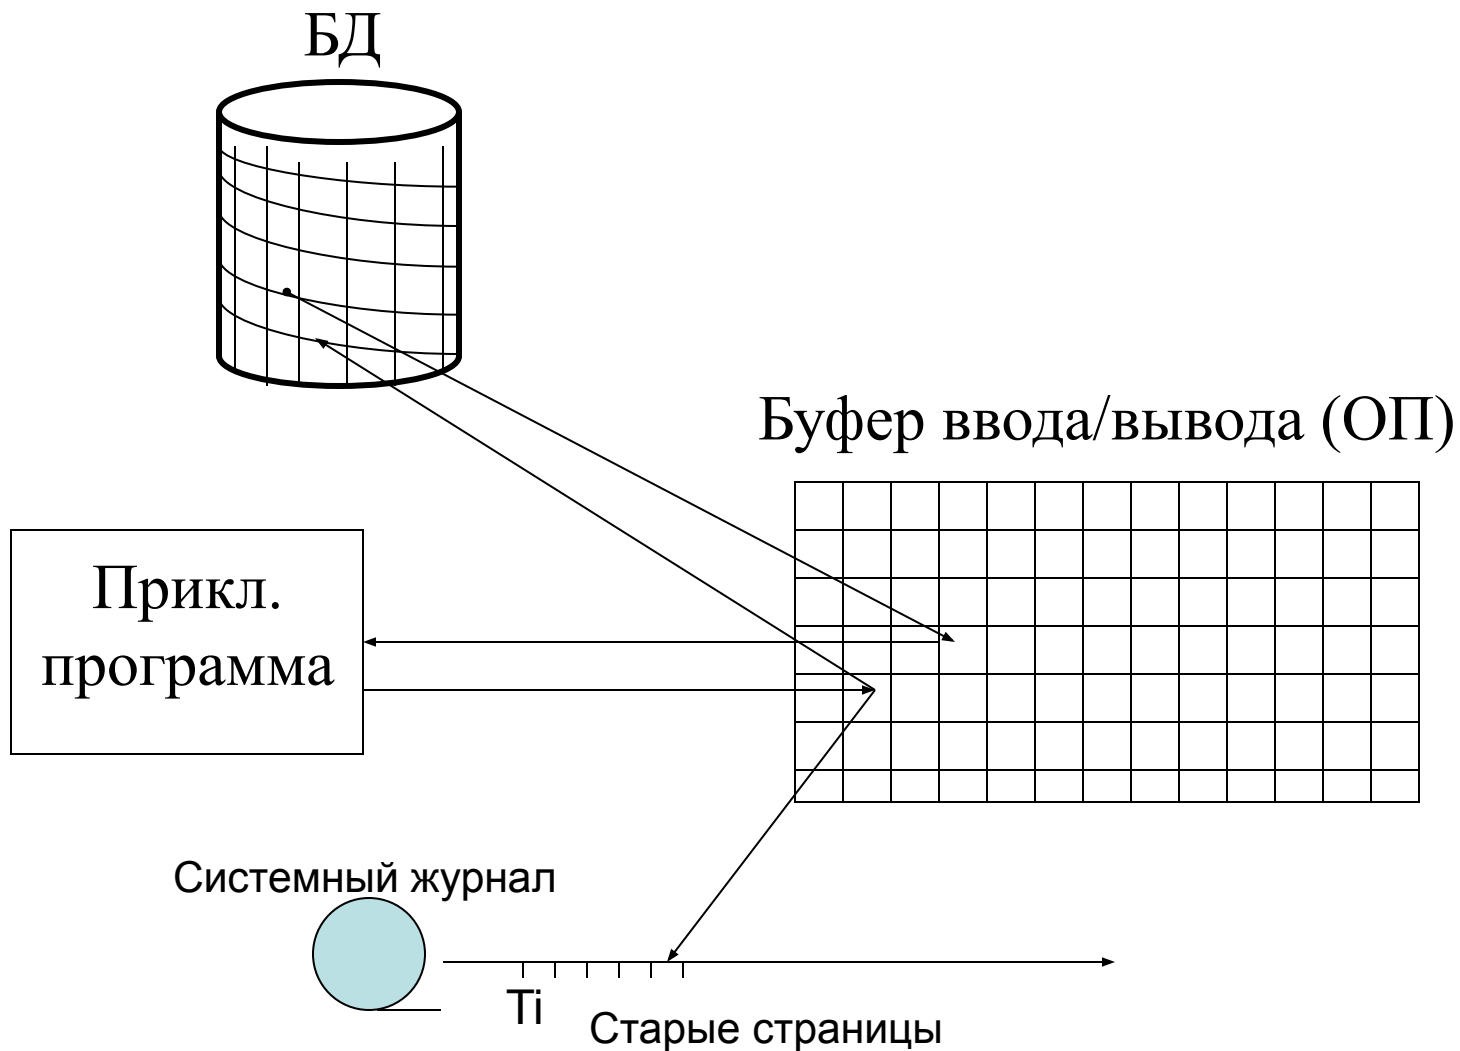 БД
Буфер ввода/вывода (ОП)
Прикл.
программа
Системный журнал
Ti
Старые страницы